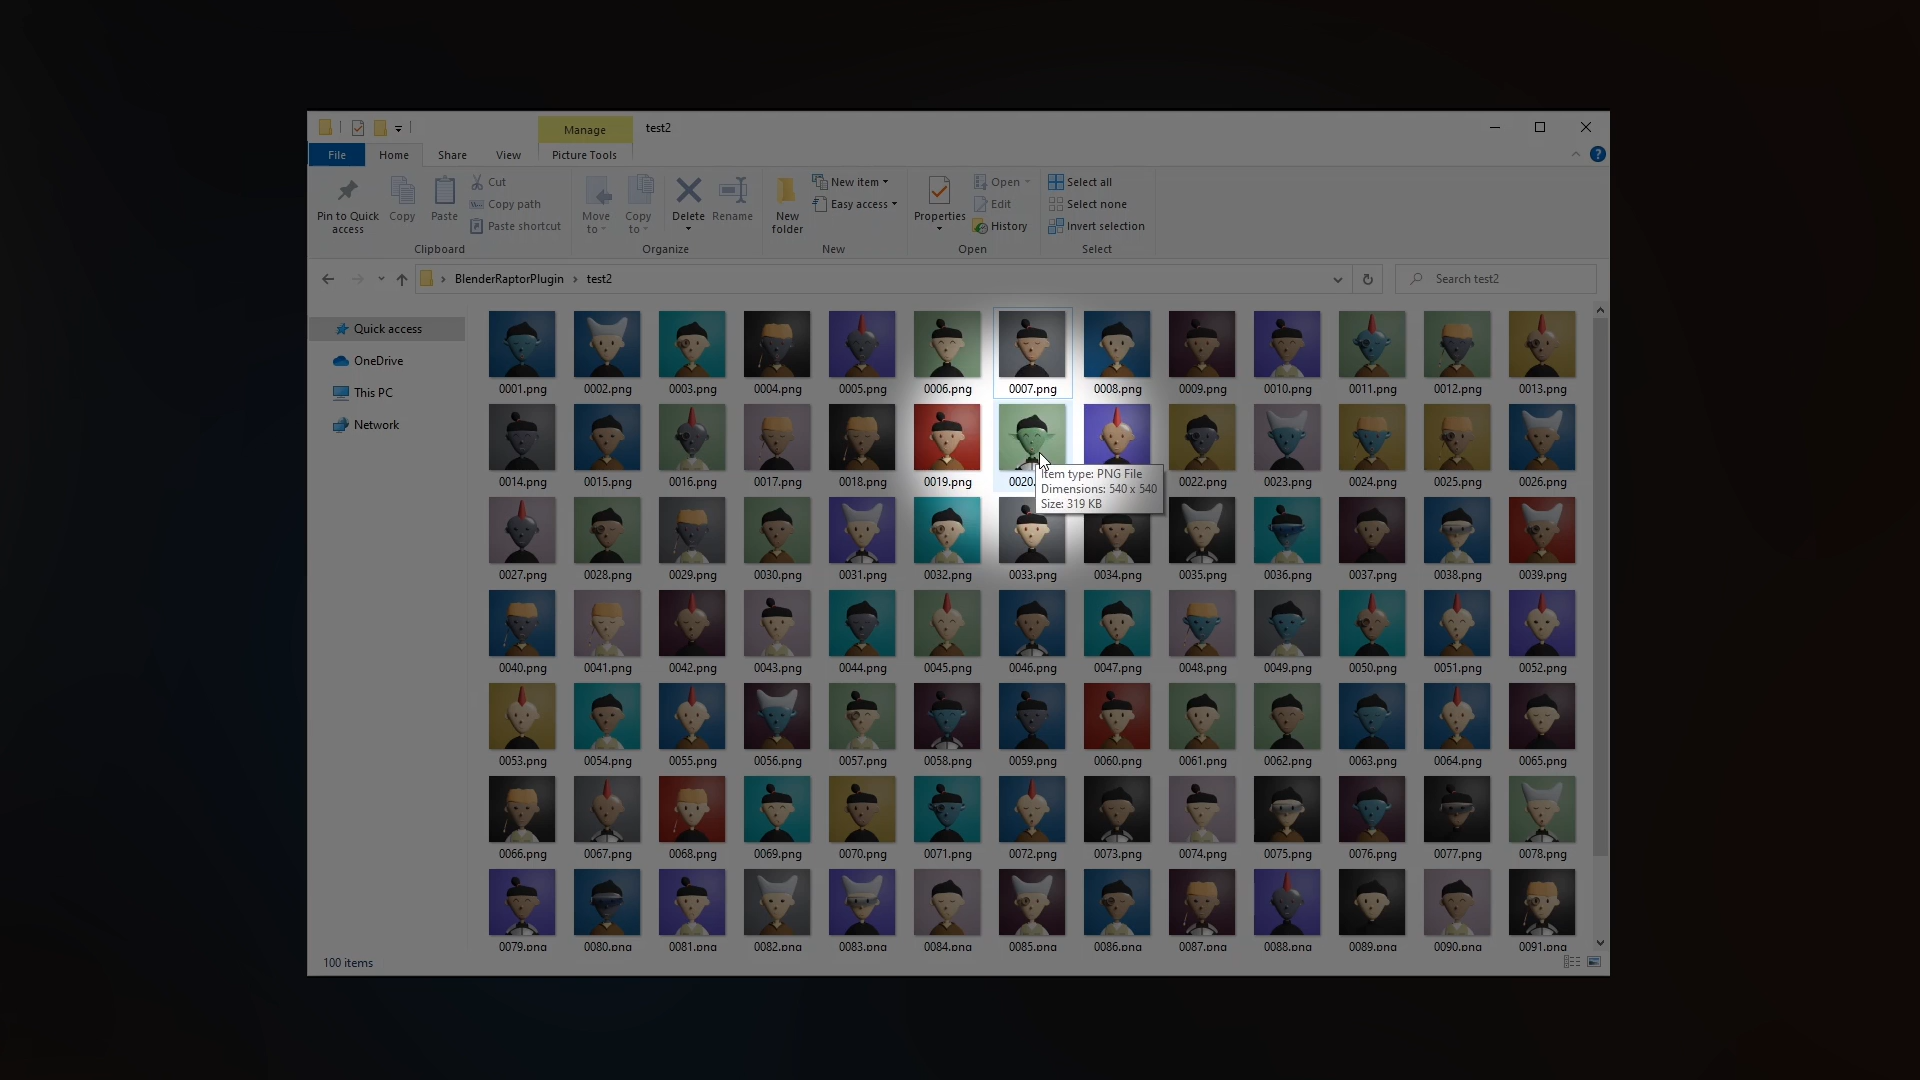 Manage
test2
File
Home
Share
View
Picture Tools
Pin to Quick access
Copy
Paste
Cut
Copy path
Paste shortcut
Clipboard
Move to
Copy to
Delete
Rename
Organize
New folder
New item
Easy access
New
Properties
Open
Edit
History
Open
Select all
Select none
Invert selection
Select
BlenderRaptorPlugin > test2
Search test2
Quick access
OneDrive
This PC
Network
0001.png 0002.png 0003.png 0004.png 0005.png 0006.png 0007.png 0008.png 0009.png 0010.png 0011.png 0012.png 0013.png
0014.png 0015.png 0016.png 0017.png 0018.png 0019.png 0020. 0022.png 0023.png 0024.png 0025.png 0026.png
Item type: PNG File
Dimensions: 540 x 540
Size: 319 KB
0027.png 0028.png 0029.png 0030.png 0031.png 0032.png 0033.png 0034.png 0035.png 0036.png 0037.png 0038.png 0039.png
0040.png 0041.png 0042.png 0043.png 0044.png 0045.png 0046.png 0047.png 0048.png 0049.png 0050.png 0051.png 0052.png
0053.png 0054.png 0055.png 0056.png 0057.png 0058.png 0059.png 0060.png 0061.png 0062.png 0063.png 0064.png 0065.png
0066.png 0067.png 0068.png 0069.png 0070.png 0071.png 0072.png 0073.png 0074.png 0075.png 0076.png 0077.png 0078.png
0079.png 0080.png 0081.png 0082.png 0083.png 0084.png 0085.png 0086.png 0087.png 0088.png 0089.png 0090.png 0091.png
100 items